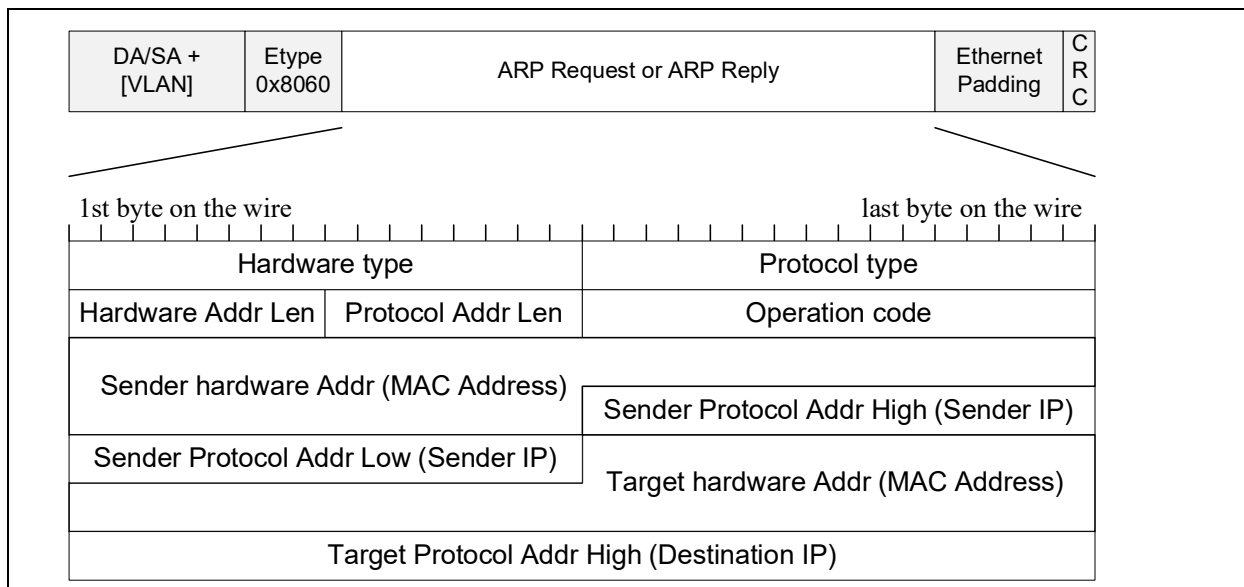 DA/SA +
[VLAN]
Etype
0x8060
ARP Request or ARP Reply
Ethernet
Padding
C
R
C
1st byte on the wire
last byte on the wire
Hardware type
Protocol type
Hardware Addr Len
Protocol Addr Len
Operation code
Sender hardware Addr (MAC Address)
Sender Protocol Addr High (Sender IP)
Sender Protocol Addr Low (Sender IP)
Target hardware Addr (MAC Address)
Target Protocol Addr High (Destination IP)